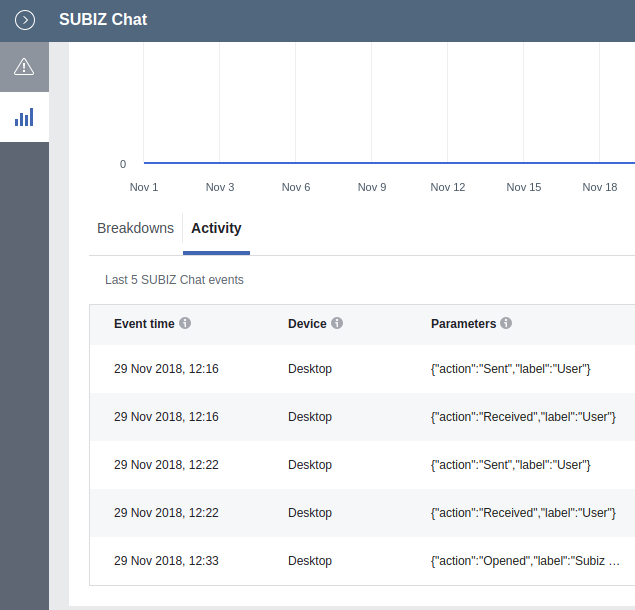 SUBIZ Chat
0
Nov 1 Nov 3 Nov 6 Nov 9 Nov 12 Nov 15 Nov 18
Breakdowns Activity
Last 5 SUBIZ Chat events
Event time Device Parameters
29 Nov 2018, 12:16 Desktop {"action":"Sent","label":"User"}
29 Nov 2018, 12:16 Desktop {"action":"Received","label":"User"}
29 Nov 2018, 12:22 Desktop {"action":"Sent","label":"User"}
29 Nov 2018, 12:22 Desktop {"action":"Received","label":"User"}
29 Nov 2018, 12:33 Desktop {"action":"Opened","label":"Subiz …